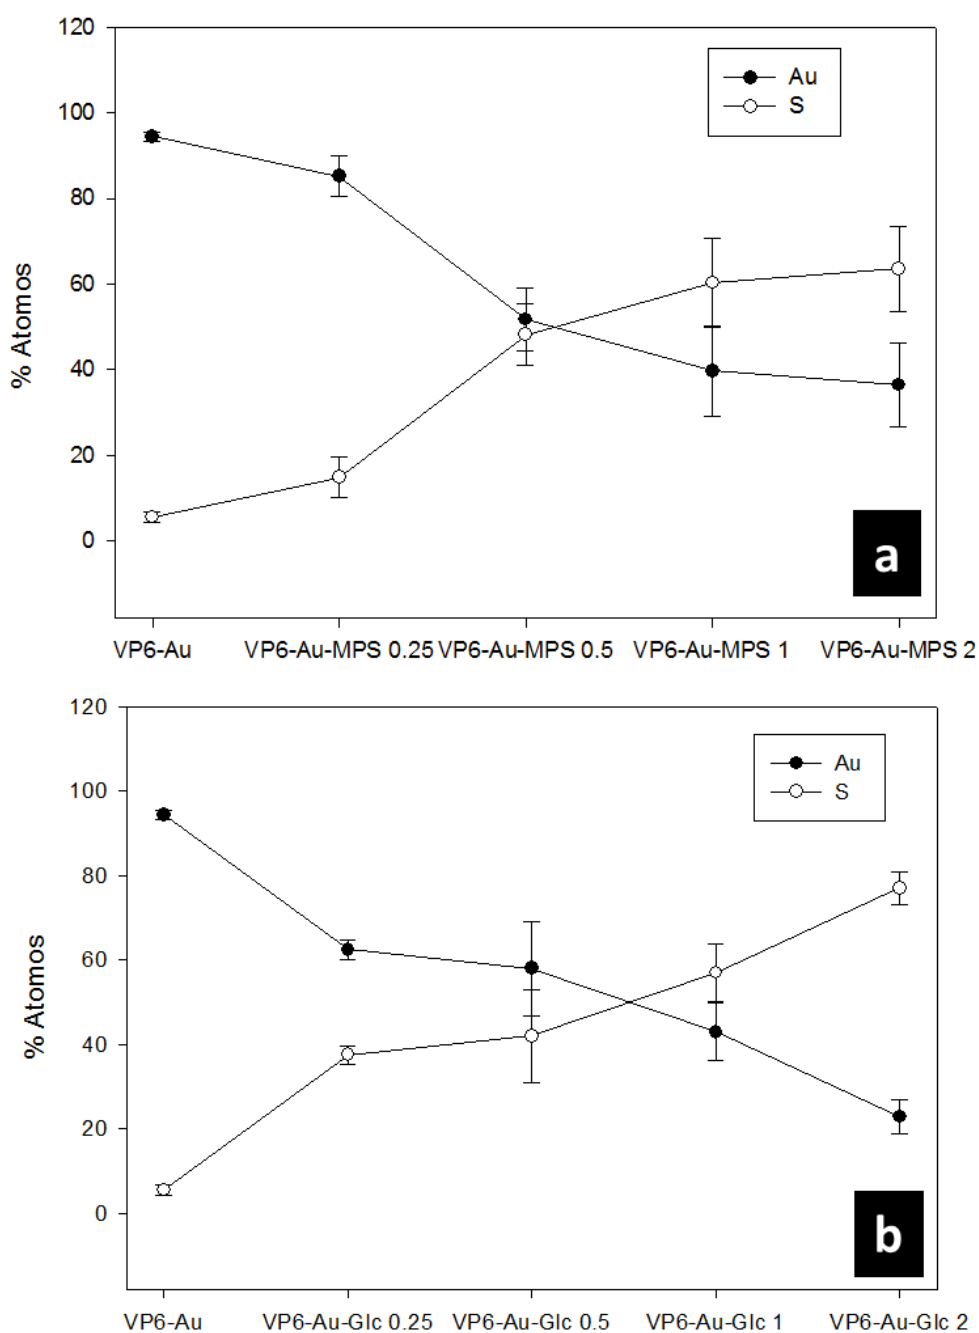 120
Au
S
100
80
60
40
20
0
% Atomos
a
VP6-Au VP6-Au-MPS 0.25 VP6-Au-MPS 0.5 VP6-Au-MPS 1 VP6-Au-MPS 2
120
Au
S
100
80
60
40
20
0
% Atomos
b
VP6-Au VP6-Au-Glc 0.25 VP6-Au-Glc 0.5 VP6-Au-Glc 1 VP6-Au-Glc 2